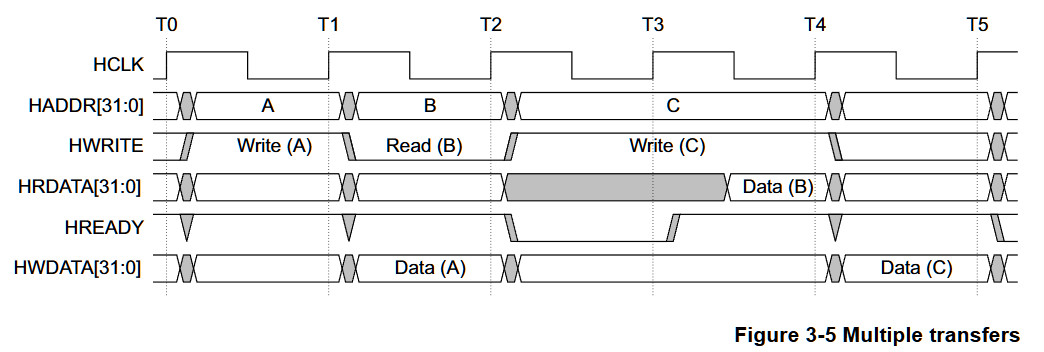 T0 T1 T2 T3 T4 T5
HCLK
HADDR[31:0] A B C
HWRITE Write (A) Read (B) Write (C)
HRDATA[31:0] Data (B)
HREADY
HWDATA[31:0] Data (A) Data (C)
Figure 3-5 Multiple transfers